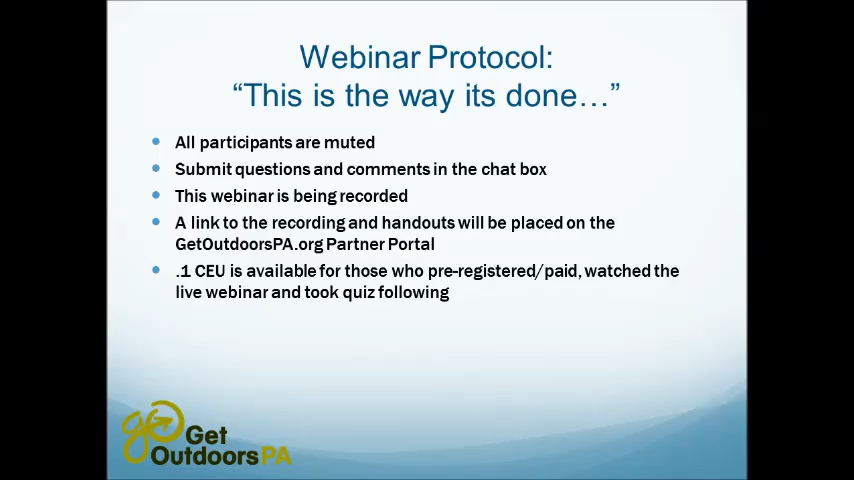 Webinar Protocol:
“This is the way its done…”
All participants are muted
Submit questions and comments in the chat box
This webinar is being recorded
A link to the recording and handouts will be placed on the
GetOutdoorsPA.org Partner Portal
.1 CEU is available for those who pre-registered/paid, watched the
live webinar and took quiz following
go Get
OutdoorsPA